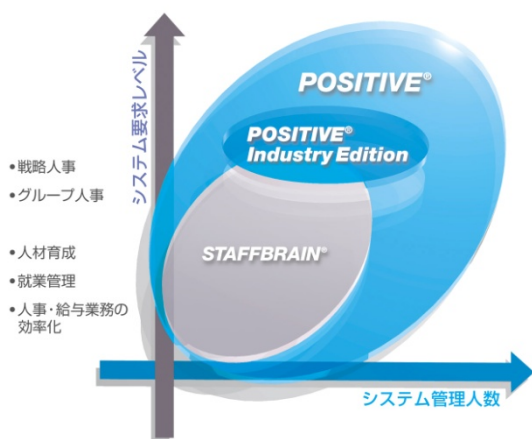 システム要求レベル
POSITIVE®
POSITIVE®
Industry Edition
STAFFBRAIN®
•戦略人事
•グループ人事
•人材育成
•就業管理
•人事・給与業務の
効率化
システム管理人数